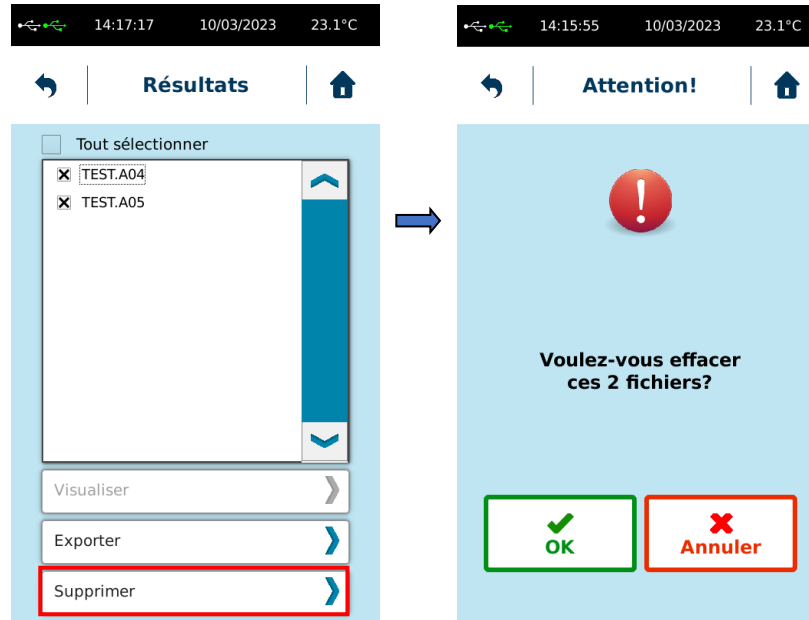 14:17:17 10/03/2023 23.1°C
Résultats
Tout sélectionner
TEST.A04
TEST.A05
Visualiser
Exporter
Supprimer
14:15:55 10/03/2023 23.1°C
Attention!
Voulez-vous effacer
ces 2 fichiers?
OK
Annuler